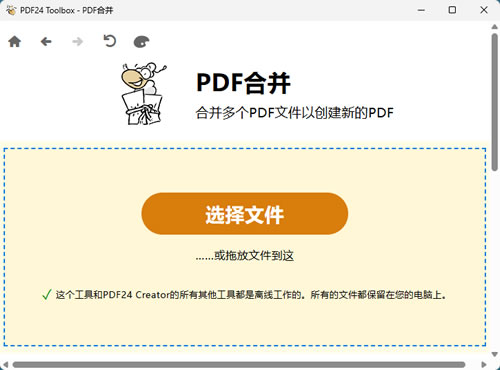 PDF24 Toolbox - PDF合并
PDF合并
合并多个PDF文件以创建新的PDF
选择文件
……或拖放文件到这
这个工具和PDF24 Creator的所有其他工具都是离线工作的。所有的文件都保留在您的电脑上。